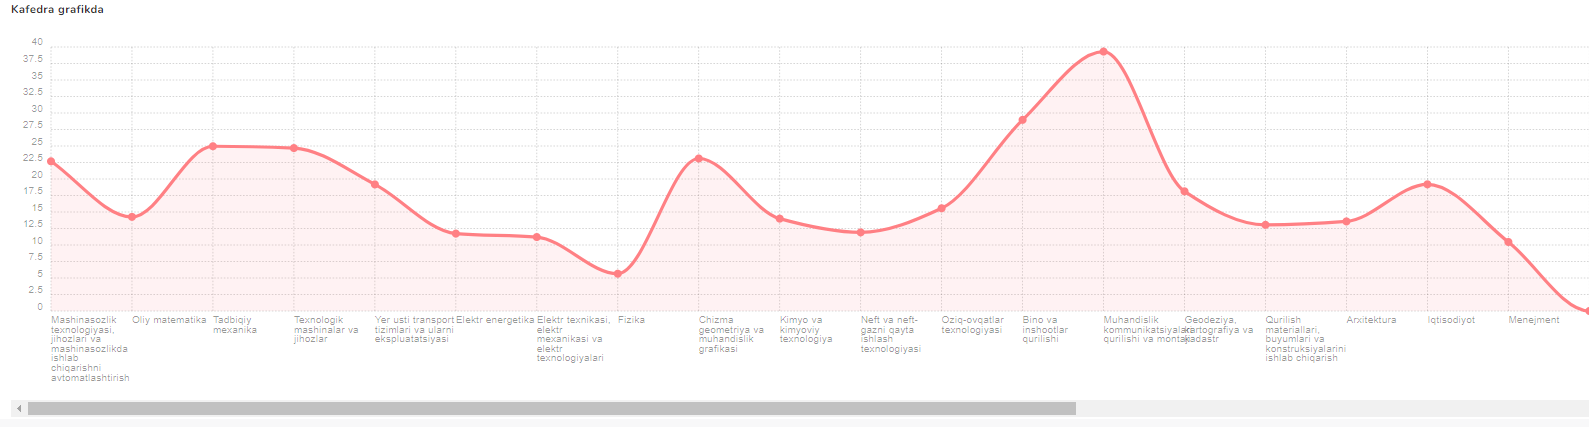 Kafedra grafikda
40
37.5
35
32.5
30
27.5
25
22.5
20
17.5
15
12.5
10
7.5
5
2.5
0
Mashinasozlik
texnologiyasi,
jihozlari va
mashinasozlikda
ishlab
chiqarishni
avtomatlashtirish
Oliy matematika
Tadbiqiy
mexanika
Texnologik
mashinalar va
jihozlar
Yer usti transport
tizimlari va ularni
ekspluatatsiyasi
Elektr energetika
Elektr texnikasi,
elektr
mexanikasi va
elektr
texnologiyalari
Fizika
Chizma
geometriya va
muhandislik
grafikasi
Kimyo va
kimyoviy
texnologiya
Neft va neft-
gazni qayta
ishlash
texnologiyasi
Oziq-ovqatlar
texnologiyasi
Bino va
inshootlar
qurilishi
Muhandislik
kommunikatsiyalari
qurilishi va montaji
Geodeziya,
kartografiya va
kadastr
Qurilish
materiallari,
buyumlari va
konstruksiyalarini
ishlab chiqarish
Arxitektura
Iqtisodiyot
Menejment